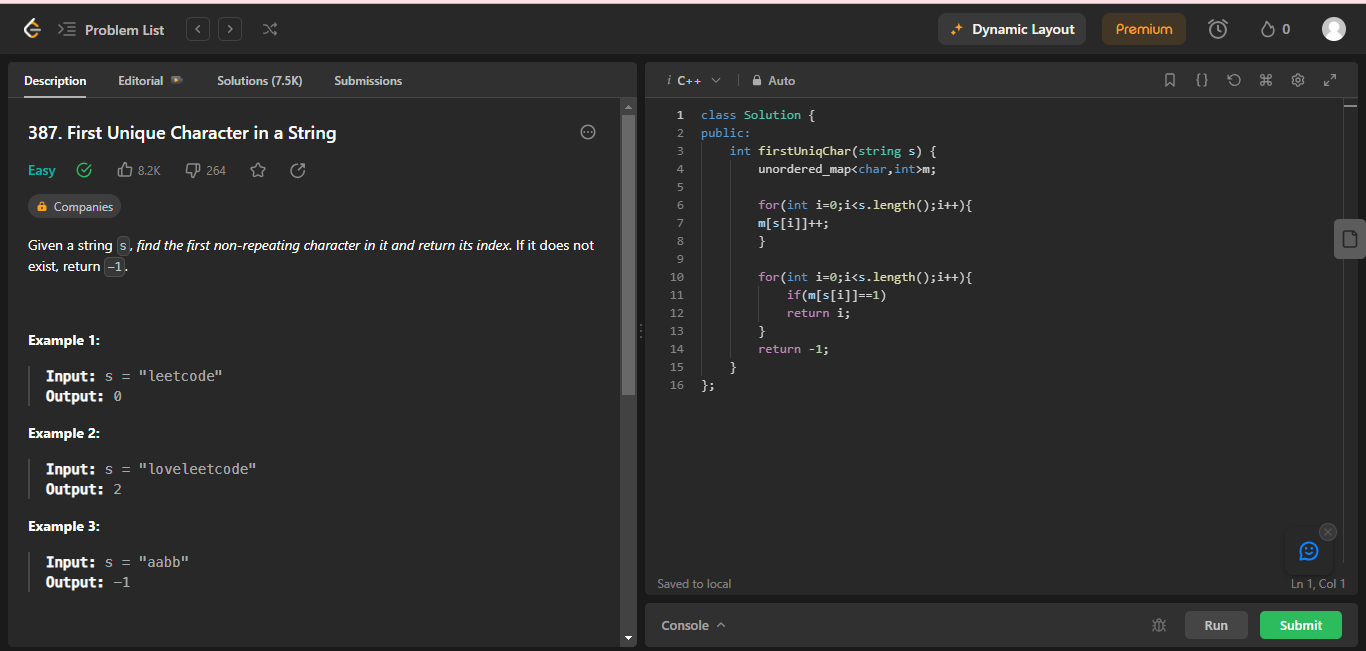 Problem List
Dynamic Layout
Premium
0
Description Editorial Solutions (7.5K) Submissions
387. First Unique Character in a String
Easy 8.2K 264
Companies
Given a string s, find the first non-repeating character in it and return its index. If it does not
exist, return -1.
Example 1:
Input: s = "leetcode"
Output: 0
Example 2:
Input: s = "loveleetcode"
Output: 2
Example 3:
Input: s = "aabb"
Output: -1
i C++ Auto
1 class Solution {
2 public:
3     int firstUniqChar(string s) {
4         unordered_map<char,int>m;
5
6         for(int i=0;i<s.length();i++){
7         m[s[i]]++;
8         }
9
10         for(int i=0;i<s.length();i++){
11             if(m[s[i]]==1)
12             return i;
13         }
14         return -1;
15     }
16 };
Saved to local
Ln 1, Col 1
Console
Run
Submit